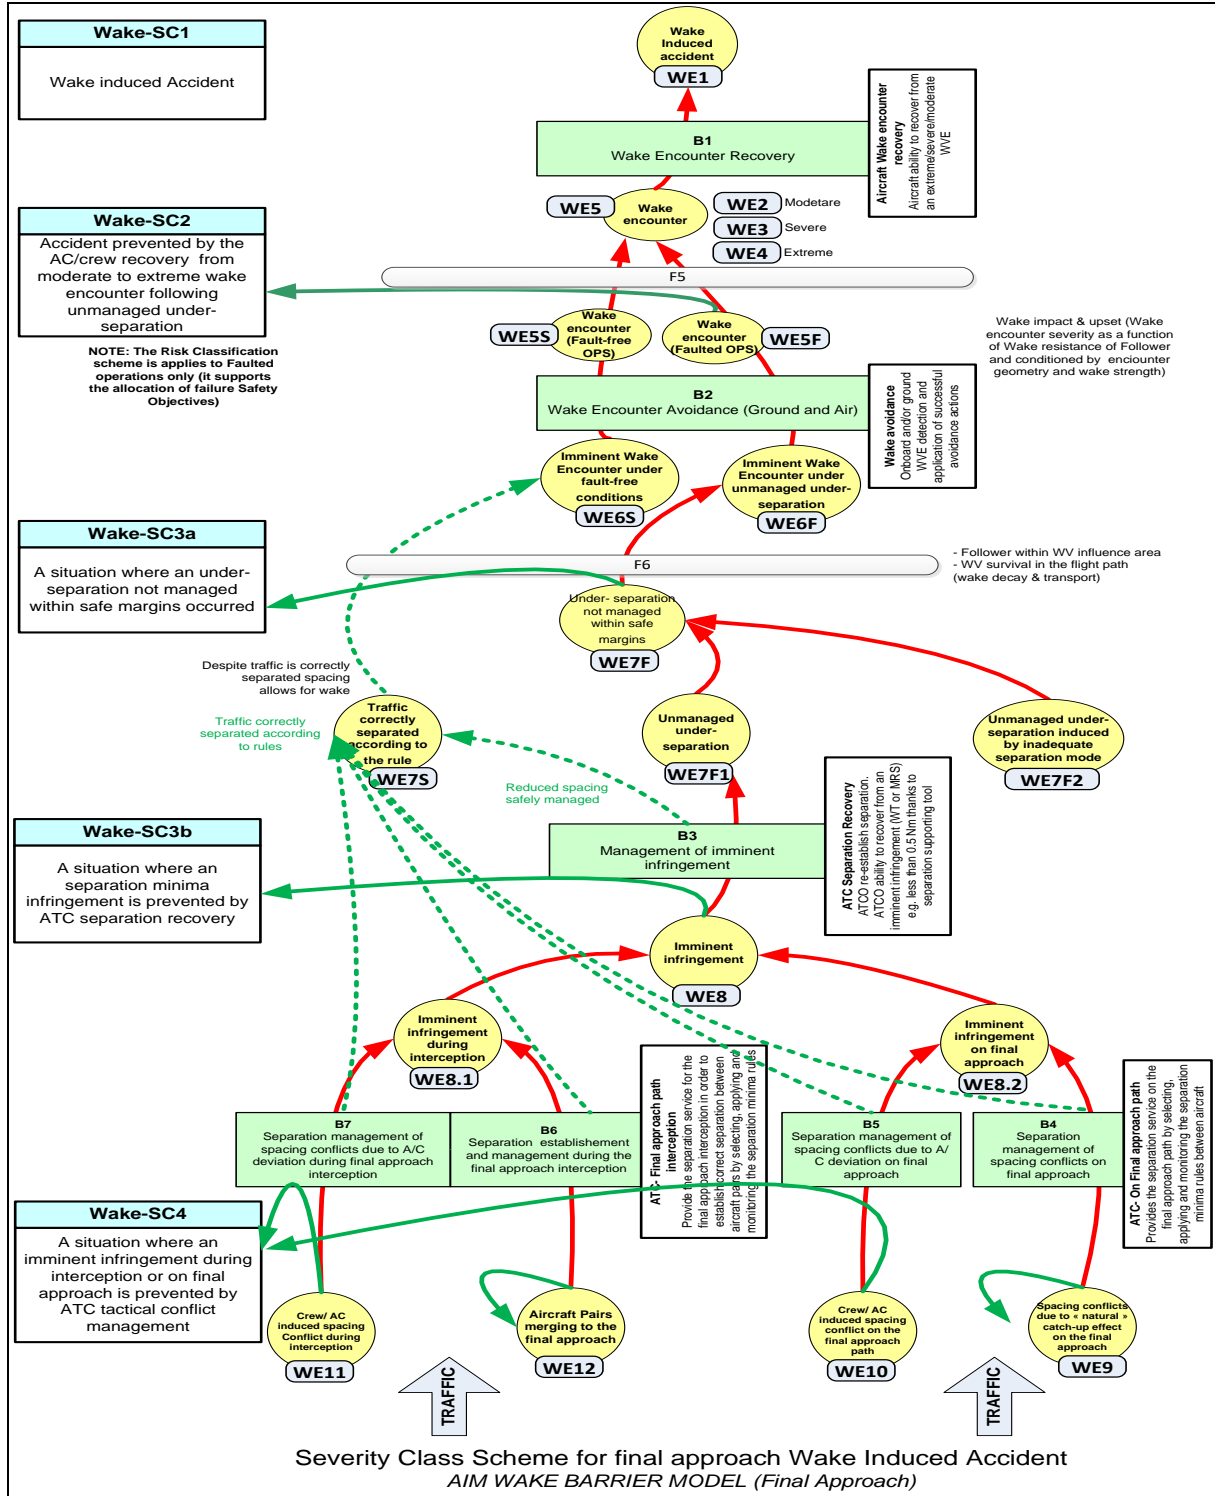 Wake-SC1
Wake induced Accident
Wake
Induced
accident
WE1
Aircraft Wake encounter
recovery
Aircraft ability to recover from
an extreme/severe/moderate
WVE
B1
Wake Encounter Recovery
WE5
Wake
encounter
WE2 Modetare
WE3 Severe
WE4 Extreme
Wake-SC2
Accident prevented by the
AC/crew recovery from
moderate to extreme wake
encounter following
unmanaged under-
separation
F5
NOTE: The Risk Classification
scheme is applies to Faulted
operations only (it supports
the allocation of failure Safety
Objectives)
WE5S
Wake
encounter
(Fault-free
OPS)
Wake
encounter
(Faulted OPS)
WE5F
Wake impact & upset (Wake
encounter severity as a function
of Wake resistance of Follower
and conditioned by enciounter
geometry and wake strength)
B2
Wake Encounter Avoidance (Ground and Air)
Wake avoidance
Onboard and/or ground
WVE detection and
application of successful
avoidance actions
Imminent Wake
Encounter under
fault-free
conditions
WE6S
Imminent Wake
Encounter under
unmanaged under-
separation
WE6F
Wake-SC3a
A situation where an under-
separation not managed
within safe margins occurred
F6
- Follower within WV influence area
- WV survival in the flight path
(wake decay & transport)
Under- separation
not managed
within safe
margins
WE7F
Despite traffic is correctly
separated spacing
allows for wake
Traffic correctly
separated according
to rules
Traffic
correctly
separated
according to
the rule
WE7S
Unmanaged
under-
separation
WE7F1
Unmanaged under-
separation induced
by inadequate
separation mode
WE7F2
Reduced spacing
safely managed
Wake-SC3b
A situation where an
separation minima
infringement is prevented by
ATC separation recovery
B3
Management of imminent
infringement
ATC Separation Recovery
ATCO re-establish separation.
ATCO ability to recover from an
imminent infringement (WT or MRS)
e.g. less than 0.5 Nm thanks to
separation supporting tool
Imminent
infringement
WE8
Imminent
infringement
during
interception
WE8.1
Imminent
infringement
on final
approach
WE8.2
B7
Separation management of
spacing conflicts due to
A/C deviation during final approach
interception
B6
Separation establishement
and management during the
final approach interception
ATC- Final approach path
interception
Provide the separation service for the
final approach interception in order to
establish correct separation between
aircraft pairs by selecting, applying and
monitoring the separation minima rules
B5
Separation management of
spacing conflicts due to A/
C deviation on final
approach
B4
Separation
management of
spacing conflicts on
final approach
ATC- On Final approach path
Provides the separation service on the
final approach path by selecting,
applying and monitoring the separation
minima rules between aircraft
Wake-SC4
A situation where an
imminent infringement during
interception or on final
approach is prevented by
ATC tactical conflict
management
Crew/ AC
induced spacing
Conflict during
interception
WE11
Aircraft Pairs
merging to the
final approach
WE12
Crew/ AC
induced spacing
conflict on the
final approach
path
WE10
Spacing conflicts
due to « natural »
catch-up effect
on the final
approach
WE9
TRAFFIC
TRAFFIC
Severity Class Scheme for final approach Wake Induced Accident
AIM WAKE BARRIER MODEL (Final Approach)